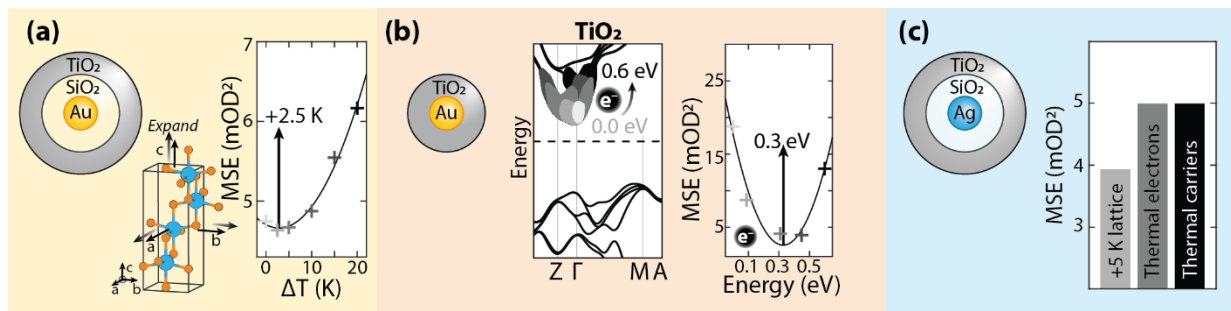 (a)
TiO₂
SiO₂
Au
Expand
c
a
b
c
a
b
MSE (mOD²)
7
6
5
+2.5 K
0
10
20
ΔT (K)
(b)
TiO₂
Au
TiO₂
Energy
0.6 eV
e⁻
0.0 eV
Z
Γ
M
A
MSE (mOD²)
25
15
5
0.3 eV
e⁻
0.1
0.3
0.5
Energy (eV)
(c)
TiO₂
SiO₂
Ag
MSE (mOD²)
5
4
3
+5 K lattice
Thermal electrons
Thermal carriers